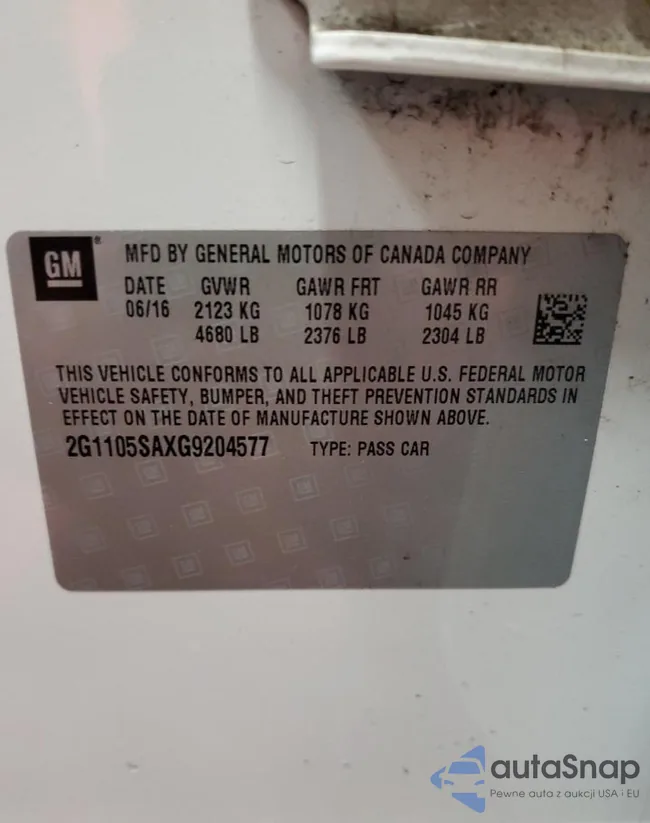 GM®
MFD BY GENERAL MOTORS OF CANADA COMPANY
DATE GVWR GAWR FRT GAWR RR
06/16 2123 KG 1078 KG 1045 KG
4680 LB 2376 LB 2304 LB
THIS VEHICLE CONFORMS TO ALL APPLICABLE U.S. FEDERAL MOTOR
VEHICLE SAFETY, BUMPER, AND THEFT PREVENTION STANDARDS IN
EFFECT ON THE DATE OF MANUFACTURE SHOWN ABOVE.
2G1105SAXG9204577 TYPE: PASS CAR
autaSnap
Pewne auta z aukcji USA i EU